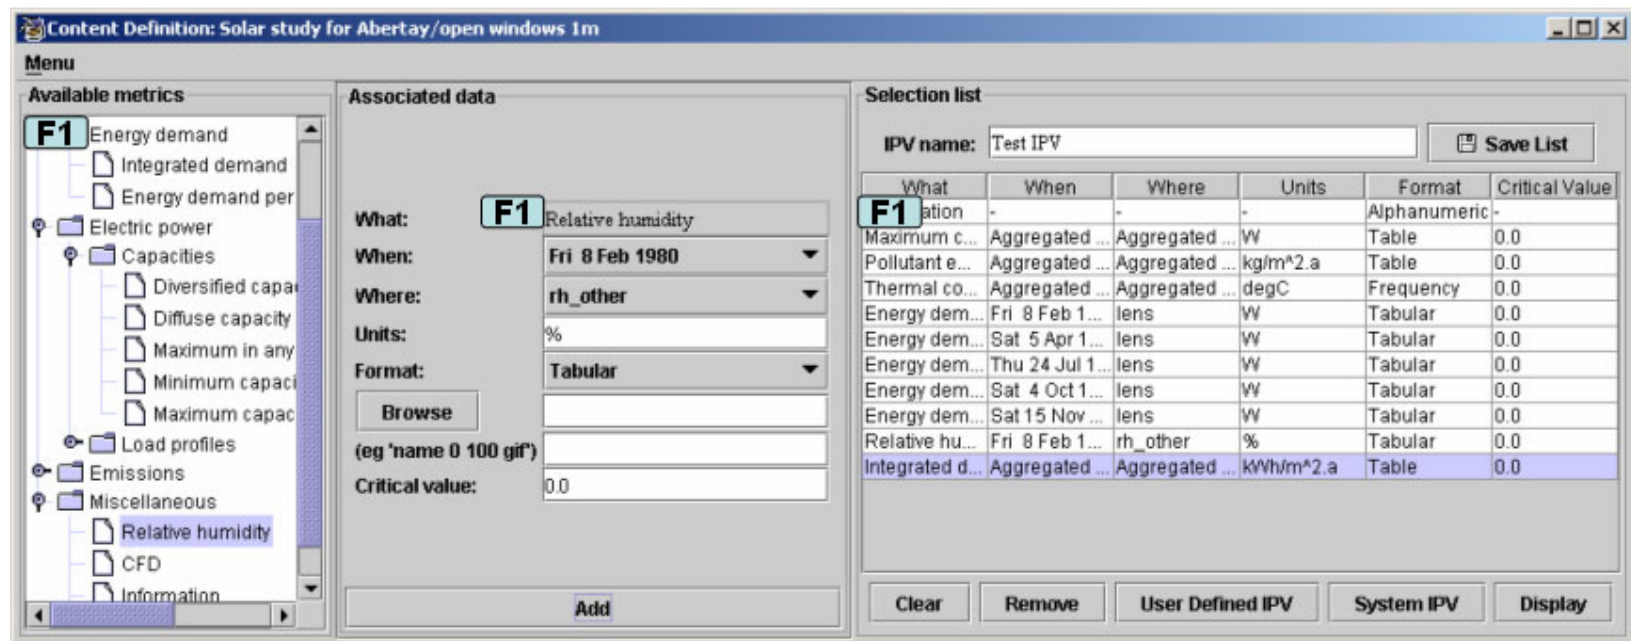 Content Definition: Solar study for Abertay/open windows 1m
Menu
Available metrics
F1 Energy demand
Integrated demand
Energy demand per
Electric power
Capacities
Diversified capa
Diffuse capacity
Maximum in any
Minimum capaci
Maximum capac
Load profiles
Emissions
Miscellaneous
Relative humidity
CFD
Information
Associated data
What: F1 Relative humidity
When: Fri 8 Feb 1980
Where: rh_other
Units: %
Format: Tabular
Browse
(eg 'name 0 100 gif')
Critical value: 0.0
Add
Selection list
IPV name: Test IPV Save List
What When Where Units Format Critical Value
F1 ation - - - Alphanumeric -
Maximum c... Aggregated ... Aggregated ... W Table 0.0
Pollutant e... Aggregated ... Aggregated ... kg/m^2.a Table 0.0
Thermal co... Aggregated ... Aggregated ... degC Frequency 0.0
Energy dem... Fri 8 Feb 1... lens W Tabular 0.0
Energy dem... Sat 5 Apr 1... lens W Tabular 0.0
Energy dem... Thu 24 Jul 1... lens W Tabular 0.0
Energy dem... Sat 4 Oct 1... lens W Tabular 0.0
Energy dem... Sat 15 Nov ... lens W Tabular 0.0
Relative hu... Fri 8 Feb 1... rh_other % Tabular 0.0
Integrated d... Aggregated ... Aggregated ... kWh/m^2.a Table 0.0
Clear Remove User Defined IPV System IPV Display